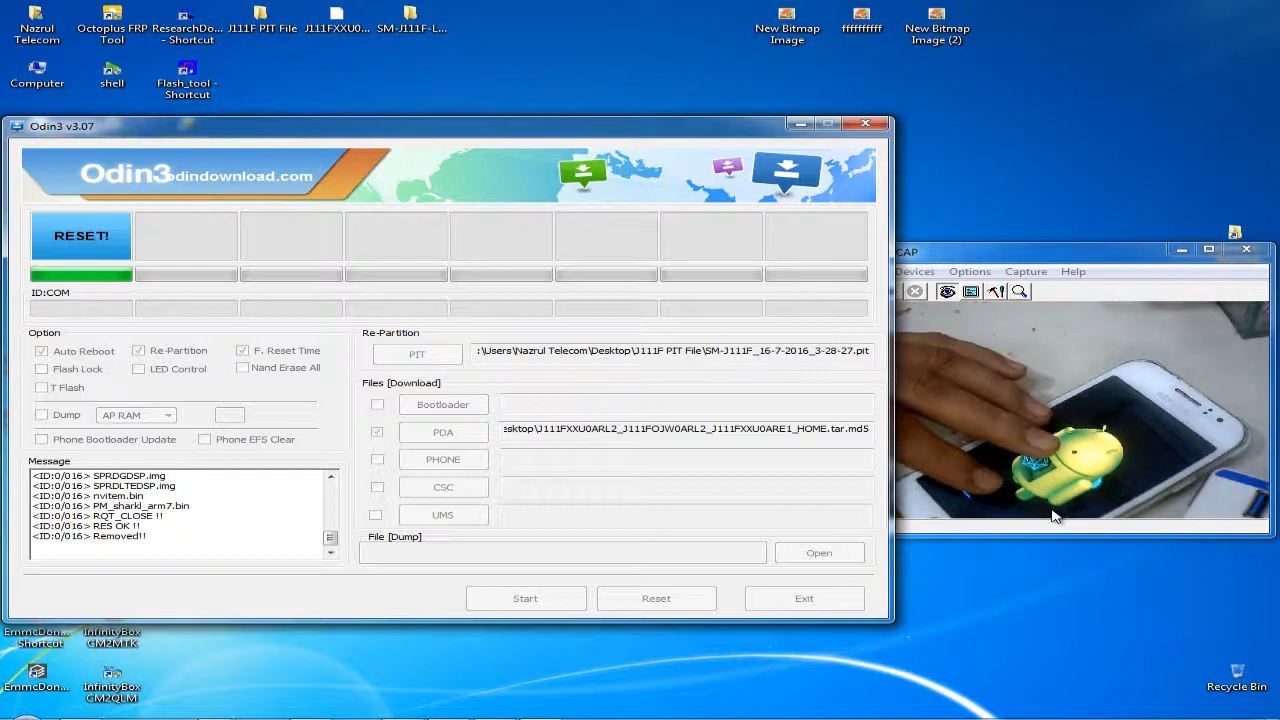 Nazrul
Telecom
Octoplus FRP
Tool
ResearchDo...
- Shortcut
J111F PIT File
J111FXXU0...
SM-J111F-L...
New Bitmap
Image
fffffffff
New Bitmap
Image (2)
Computer
shell
Flash_tool -
Shortcut
Odin3 v3.07
Odin3
odindownload.com
RESET!
ID:COM
Option
Auto Reboot
Re-Partition
F. Reset Time
Flash Lock
LED Control
Nand Erase All
T Flash
Dump
AP RAM
Phone Bootloader Update
Phone EFS Clear
Message
<ID:0/016> SPRDGDSP.img
<ID:0/016> SPRDLTEDSP.img
<ID:0/016> nvitem.bin
<ID:0/016> PM_sharkl_arm7.bin
<ID:0/016> RQT_CLOSE !!
<ID:0/016> RES OK !!
<ID:0/016> Removed!!
Re-Partition
PIT
:\Users\Nazrul Telecom\Desktop\J111F PIT File\SM-J111F_16-7-2016_3-28-27.pit
Files [Download]
Bootloader
PDA
esktop\J111FXXU0ARL2_J111FOJW0ARL2_J111FXXU0ARE1_HOME.tar.md5
PHONE
CSC
UMS
File [Dump]
Open
Start
Reset
Exit
CAP
Devices
Options
Capture
Help
EmmcDon...
- Shortcut
InfinityBox
CM2MTK
EmmcDon...
InfinityBox
CM2QLM
Recycle Bin